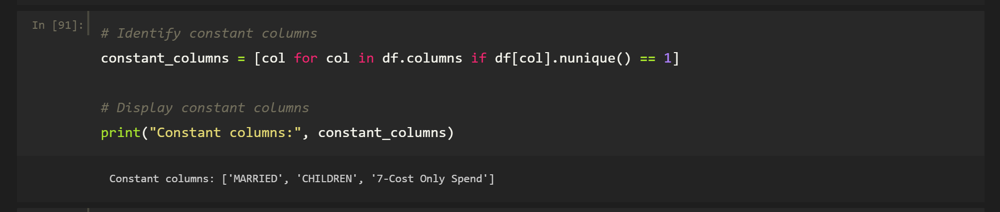 In [91]:
# Identify constant columns
constant_columns = [col for col in df.columns if df[col].nunique() == 1]
# Display constant columns
print("Constant columns:", constant_columns)
Constant columns: ['MARRIED', 'CHILDREN', '7-Cost Only Spend']